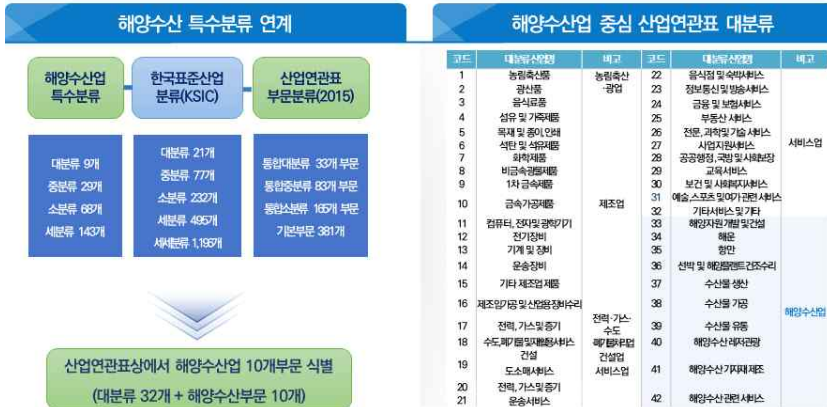 해양수산 특수분류 연계
해양수산업
특수분류
한국표준산업
분류(KSIC)
산업연관표
부문분류(2015)
대분류 9개
중분류 29개
소분류 68개
세분류 143개
대분류 21개
중분류 77개
소분류 232개
세분류 495개
세세분류 1,196개
통합대분류 33개 부문
통합중분류 83개 부문
통합소분류 165개 부문
기본부문 381개
산업연관표상에서 해양수산업 10개부문 식별
(대분류 32개 + 해양수산부문 10개)
해양수산업 중심 산업연관표 대분류
코드 대분류산업명 비고 코드 대분류산업명 비고
1 농림축산품 농림축산 22 음식점 및 숙박서비스
2 광산품 ·광업 23 정보통신 및 방송서비스
3 음식료품 24 금융 및 보험서비스
4 섬유 및 가죽제품 25 부동산 서비스
5 목재 및 종이, 인쇄 26 전문, 과학 및 기술 서비스
6 석탄 및 석유제품 27 사업지원서비스 서비스업
7 화학제품 28 공공행정, 국방 및 사회보장
8 비금속광물제품 29 교육서비스
9 1차 금속제품 30 보건 및 사회복지서비스
10 금속가공제품 제조업 31 예술, 스포츠 및 여가 관련 서비스
32 기타서비스 및 기타
11 컴퓨터, 전자 및 광학기기 33 해양자원 개발 및 건설
12 전기장비 34 해운
13 기계 및 장비 35 항만
14 운송장비 36 선박 및 해양플랜트 건조수리
15 기타 제조업 제품 37 수산물 생산
16 제조임가공 및 산업용장비수리 38 수산물 가공 해양수산업
17 전력, 가스 및 증기 전력·가스·수도 39 수산물 유통
18 수도, 폐기물 및 재활용서비스 폐기물처리업 40 해양수산 레저관광
건설 건설업
19 도소매서비스 서비스업 41 해양수산 기자재 제조
20 전력, 가스 및 증기
21 운송서비스 42 해양수산 관련 서비스